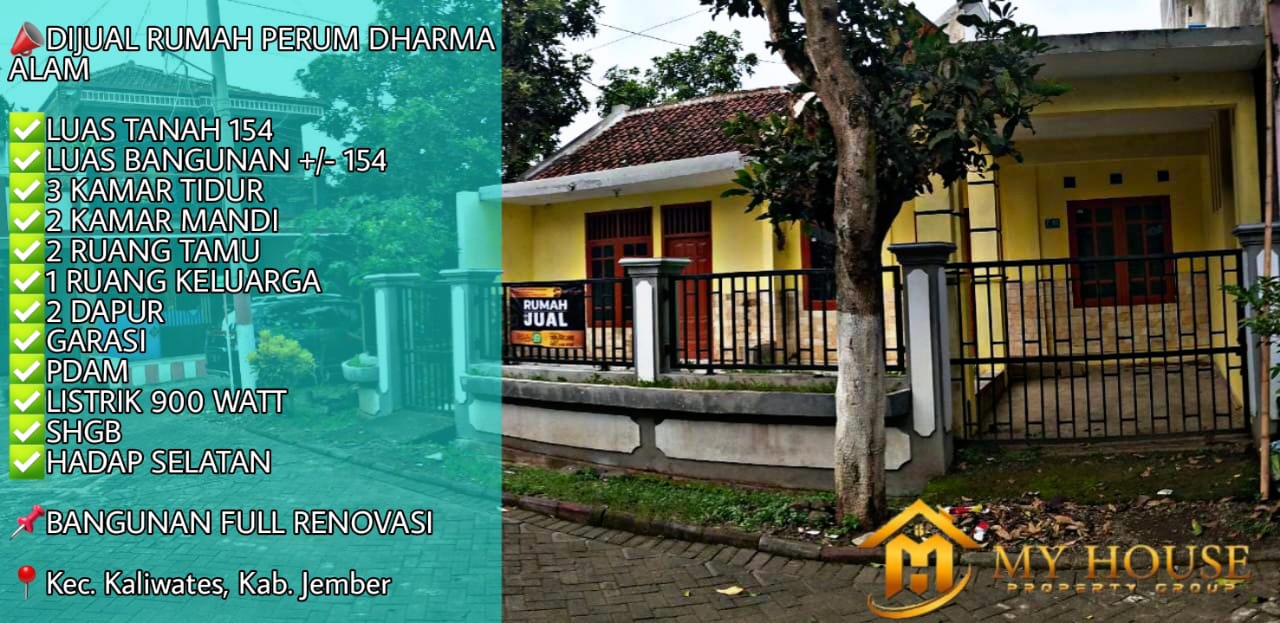 📣DIJUAL RUMAH PERUM DHARMA
ALAM
✅LUAS TANAH 154
✅LUAS BANGUNAN +/- 154
✅3 KAMAR TIDUR
✅2 KAMAR MANDI
✅2 RUANG TAMU
✅1 RUANG KELUARGA
✅2 DAPUR
✅GARASI
✅PDAM
✅LISTRIK 900 WATT
✅SHGB
✅HADAP SELATAN
📌BANGUNAN FULL RENOVASI
📍Kec. Kaliwates, Kab. Jember
RUMAH
JUAL
MY HOUSE
PROPERTY GROUP